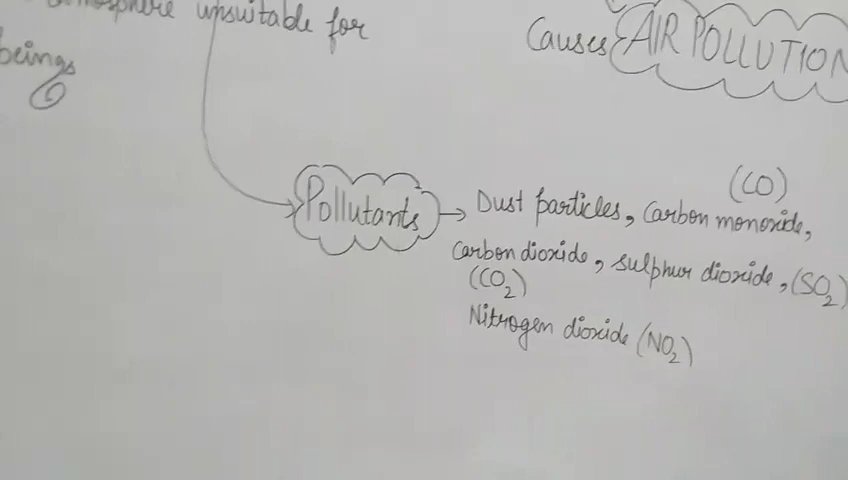 unsuitable for
beings
Causes AIR POLLUTION
Pollutants → Dust particles, Carbon monoxide, (CO)
Carbon dioxide, sulphur dioxide, (SO₂)
(CO₂)
Nitrogen dioxide (NO₂)